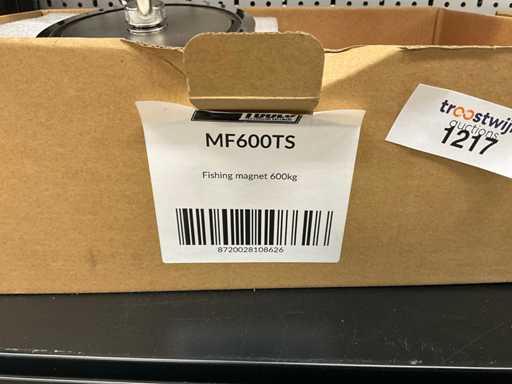 MF600TS
Fishing magnet 600kg
8720028108626
troostwijk
auctions
1217